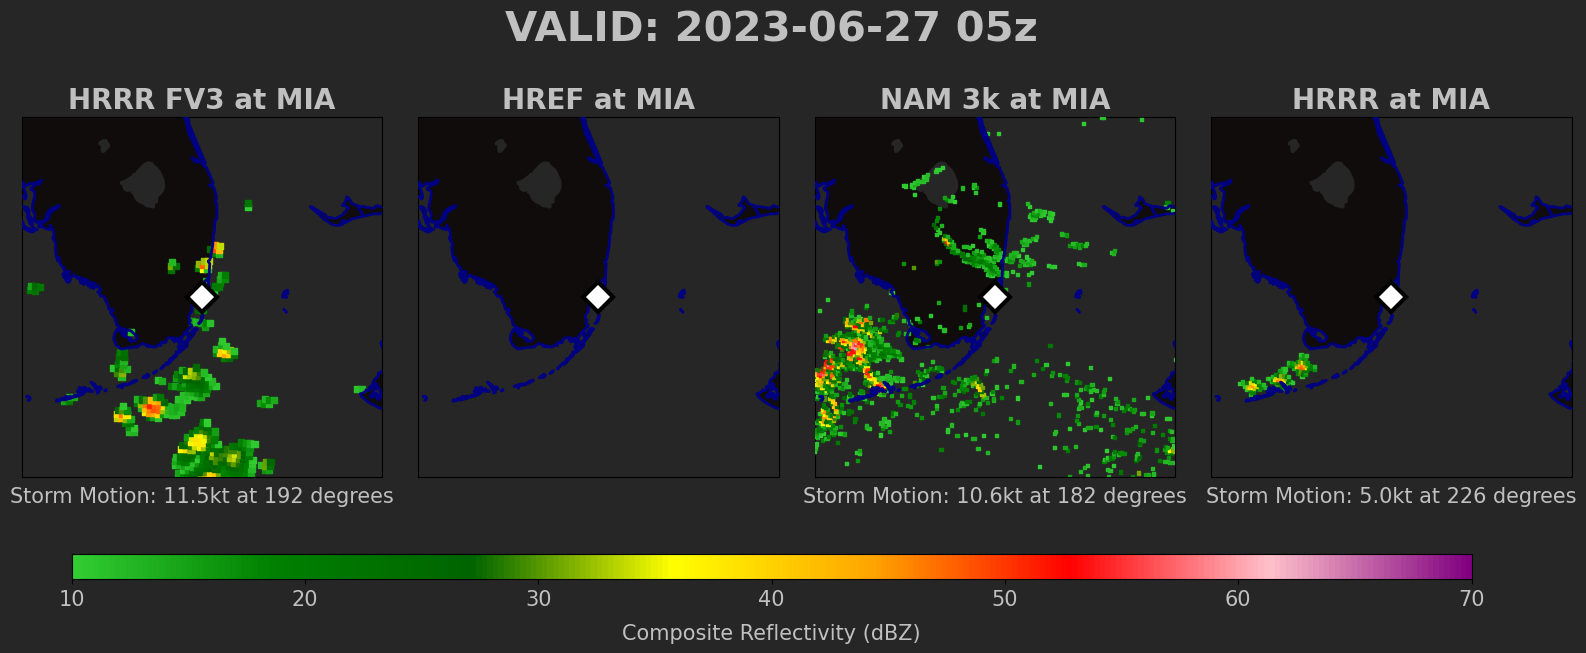 VALID: 2023-06-27 05z
HRRR FV3 at MIA
HREF at MIA
NAM 3k at MIA
HRRR at MIA
Storm Motion: 11.5kt at 192 degrees
Storm Motion: 10.6kt at 182 degrees
Storm Motion: 5.0kt at 226 degrees
10 20 30 40 50 60 70
Composite Reflectivity (dBZ)